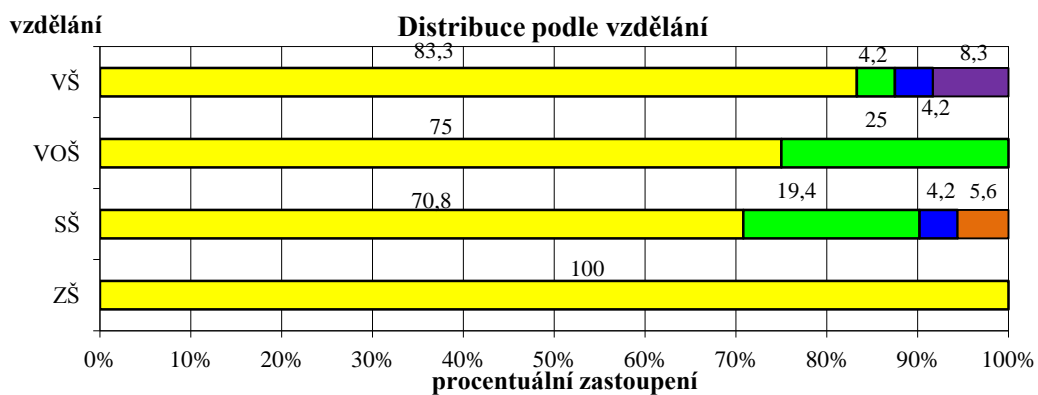 vzdělání
Distribuce podle vzdělání
83,3 4,2 8,3
VŠ
4,2
75 25
VOŠ
70,8 19,4 4,2 5,6
SŠ
100
ZŠ
0% 10% 20% 30% 40% 50% 60% 70% 80% 90% 100%
procentuální zastoupení